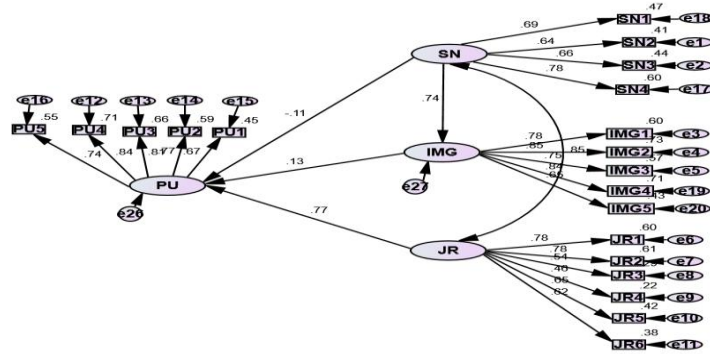 .47
.69
SN1
e18
.41
.64
SN2
e1
.44
.66
SN3
e2
.60
.78
SN4
e17
SN
e16
e12
e13
e14
e15
.55
.71
.66
.59
.45
PU5
PU4
PU3
PU2
PU1
.74
.84
.81
.77
.67
PU
e26
-.11
.74
.13
.77
IMG
e27
.85
.60
.78
IMG1
e3
.73
.85
IMG2
e4
.57
.75
IMG3
e5
.71
.84
IMG4
e19
IMG5
e20
JR
.60
.78
JR1
e6
.61
.78
JR2
e7
.54
JR3
e8
.22
.46
JR4
e9
.42
.65
JR5
e10
.38
.62
JR6
e11